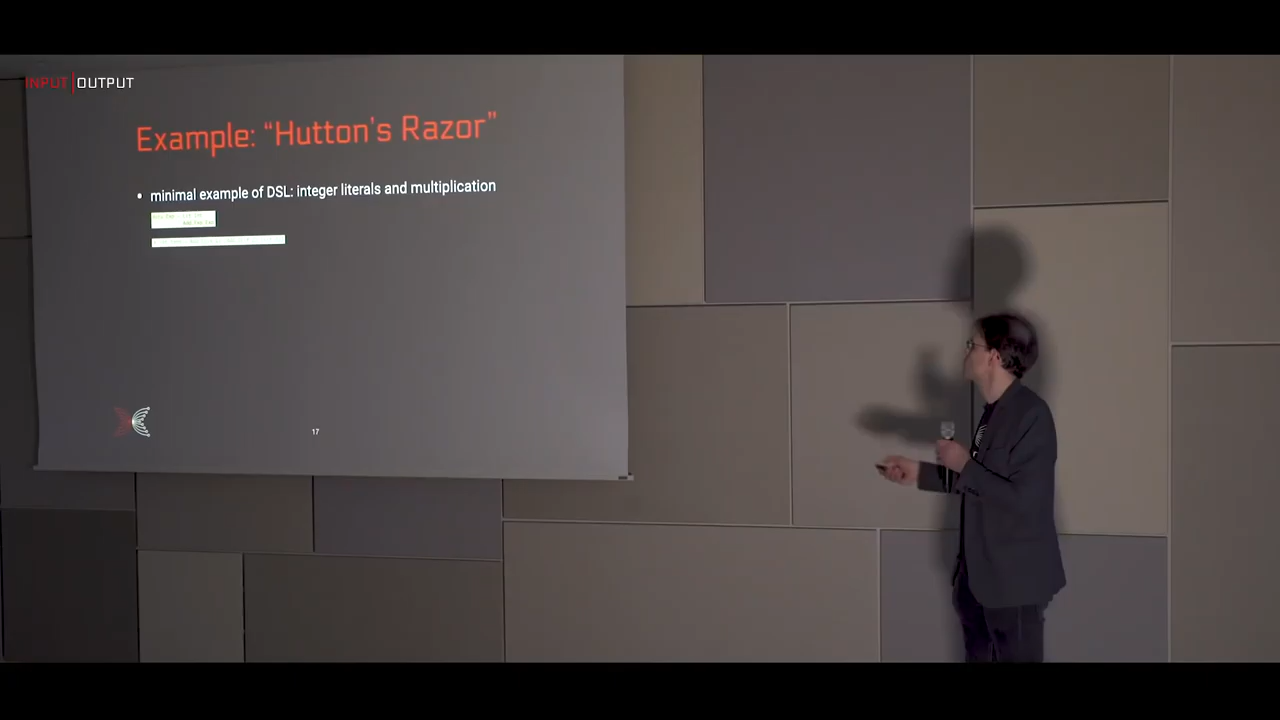 INPUT|OUTPUT
Example: “Hutton’s Razor”
• minimal example of DSL: integer literals and multiplication
17